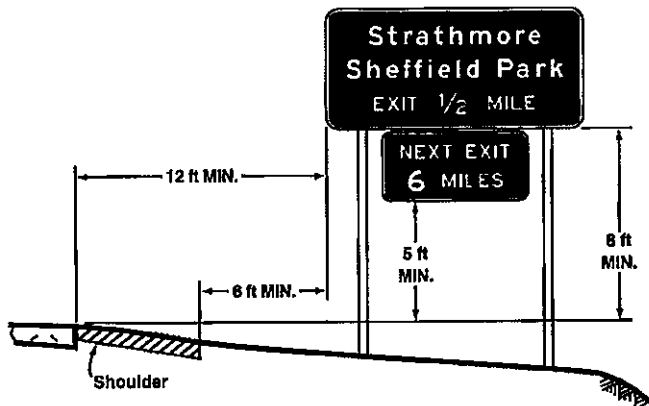 Strathmore
Sheffield Park
EXIT 1/2 MILE
NEXT EXIT
6 MILES
12 ft MIN.
6 ft MIN.
5 ft
MIN.
8 ft
MIN.
Shoulder